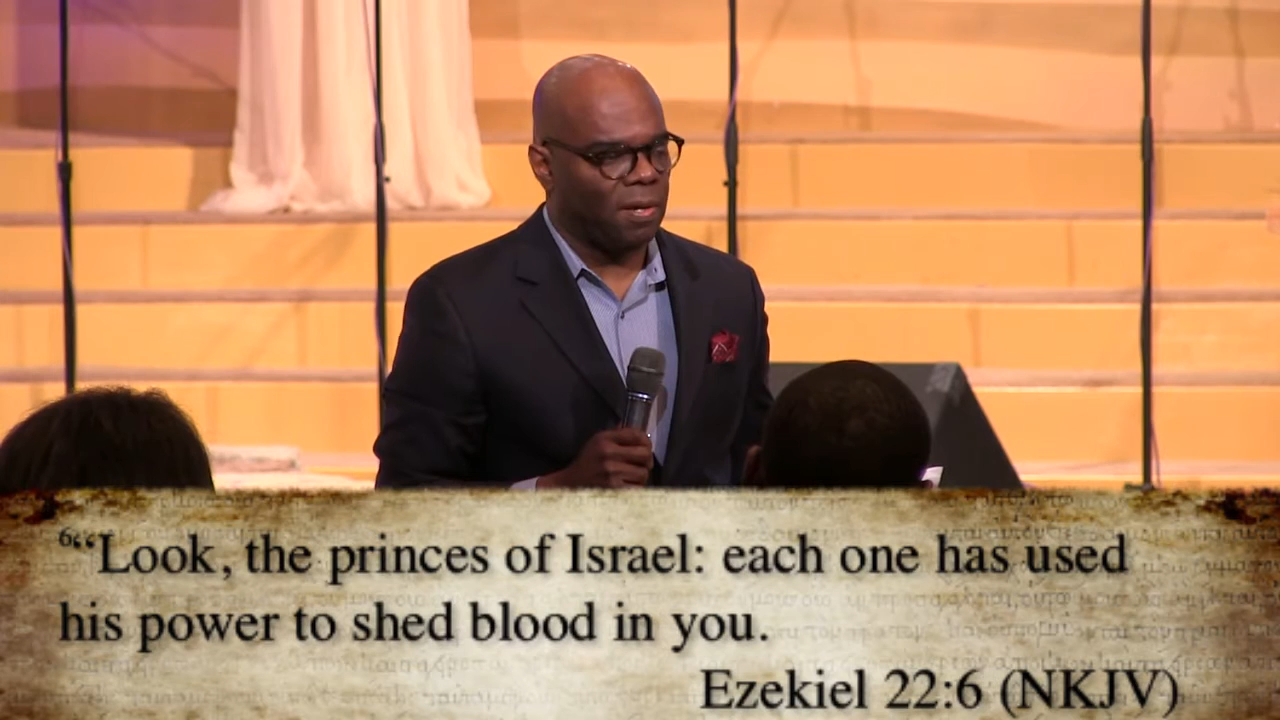 6“Look, the princes of Israel: each one has used
his power to shed blood in you.
Ezekiel 22:6 (NKJV)